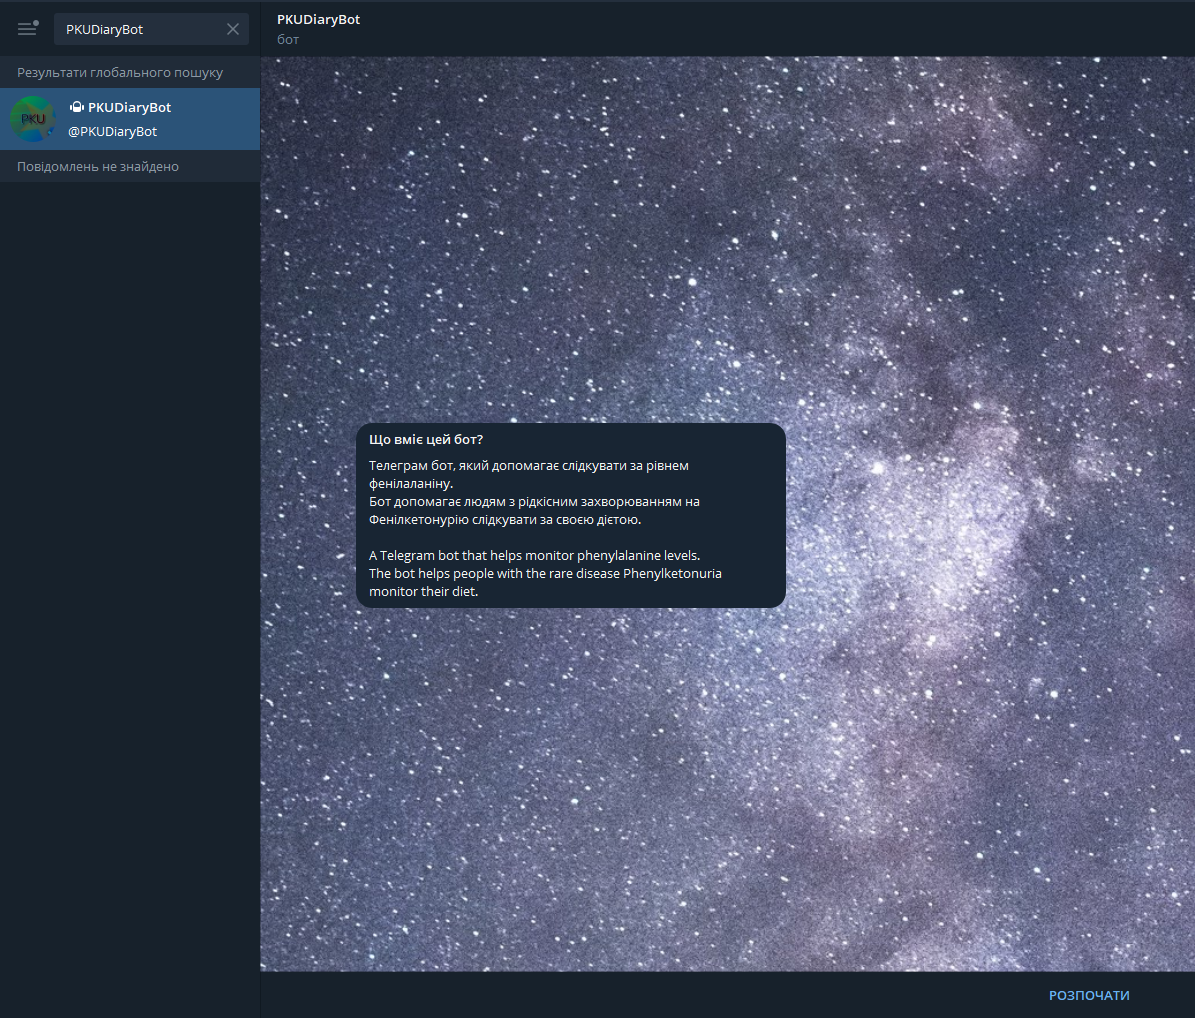 PKUDiaryBot
PKUDiaryBot
бот
Результати глобального пошуку
PKU
PKUDiaryBot
@PKUDiaryBot
Повідомлень не знайдено
Що вміє цей бот?
Телеграм бот, який допомагає слідкувати за рівнем
фенілаланіну.
Бот допомагає людям з рідкісним захворюванням на
Фенілкетонурію слідкувати за своєю дієтою.
A Telegram bot that helps monitor phenylalanine levels.
The bot helps people with the rare disease Phenylketonuria
monitor their diet.
РОЗПОЧАТИ